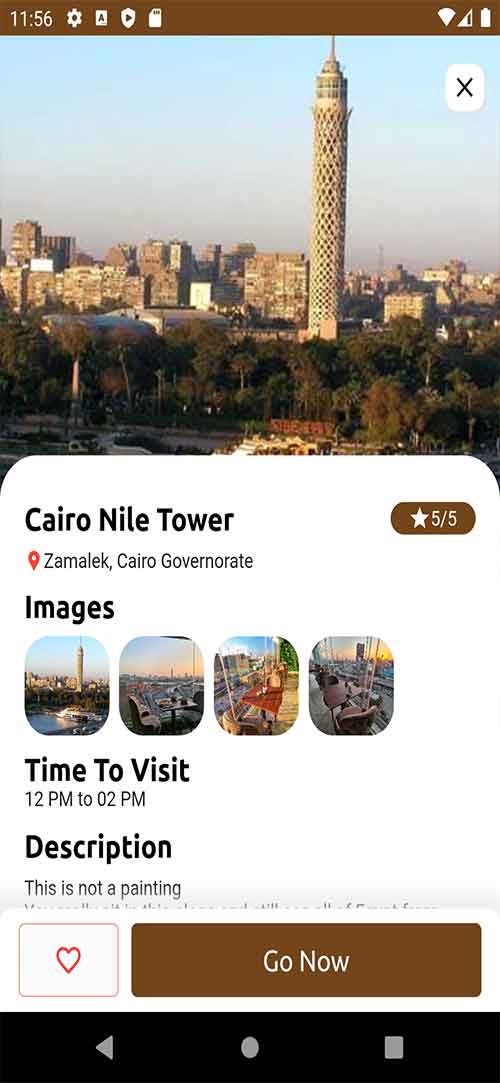 11:56
Cairo Nile Tower
5/5
Zamalek, Cairo Governorate
Images
Time To Visit
12 PM to 02 PM
Description
This is not a painting
Go Now